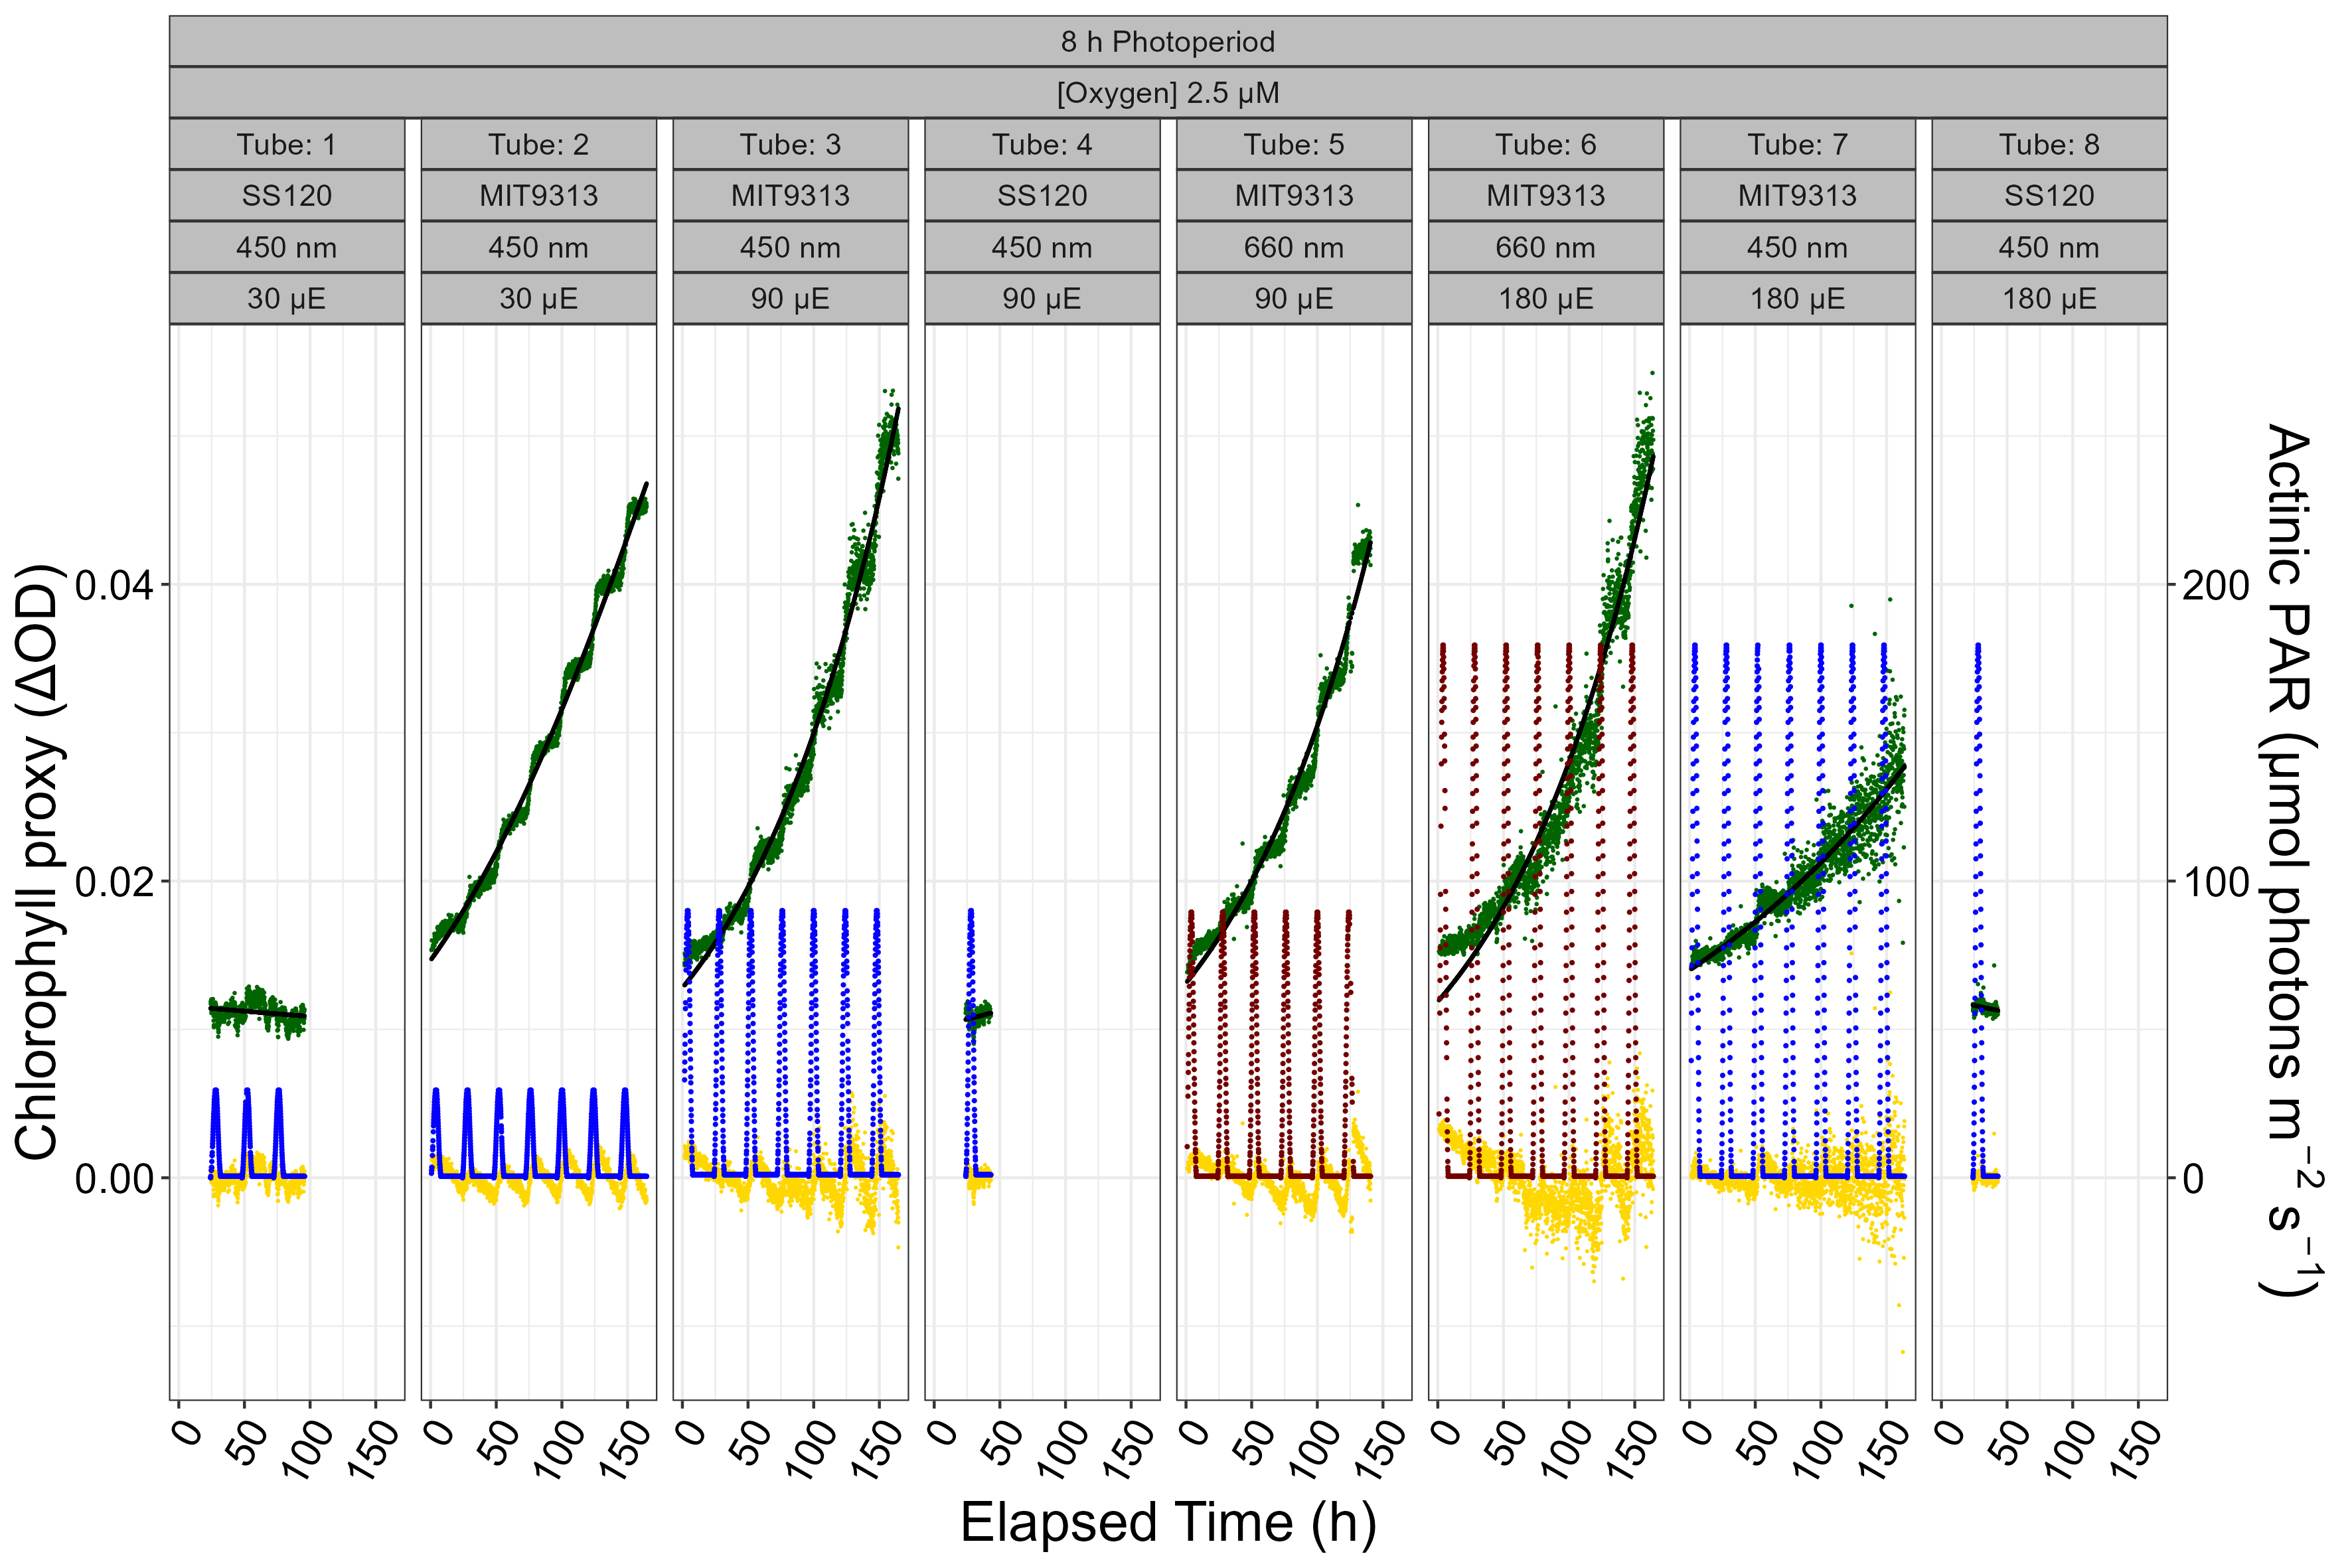 8 h Photoperiod
[Oxygen] 2.5 µM
Tube: 1 Tube: 2 Tube: 3 Tube: 4 Tube: 5 Tube: 6 Tube: 7 Tube: 8
SS120 MIT9313 MIT9313 SS120 MIT9313 MIT9313 MIT9313 SS120
450 nm 450 nm 450 nm 450 nm 660 nm 660 nm 450 nm 450 nm
30 µE 30 µE 90 µE 90 µE 90 µE 180 µE 180 µE 180 µE
Chlorophyll proxy (ΔOD)
0.04
0.02
0.00
200
100
0
Actinic PAR (µmol photons m⁻² s⁻¹)
0 50 100 150 0 50 100 150 0 50 100 150 0 50 100 150 0 50 100 150 0 50 100 150 0 50 100 150 0 50 100 150
Elapsed Time (h)